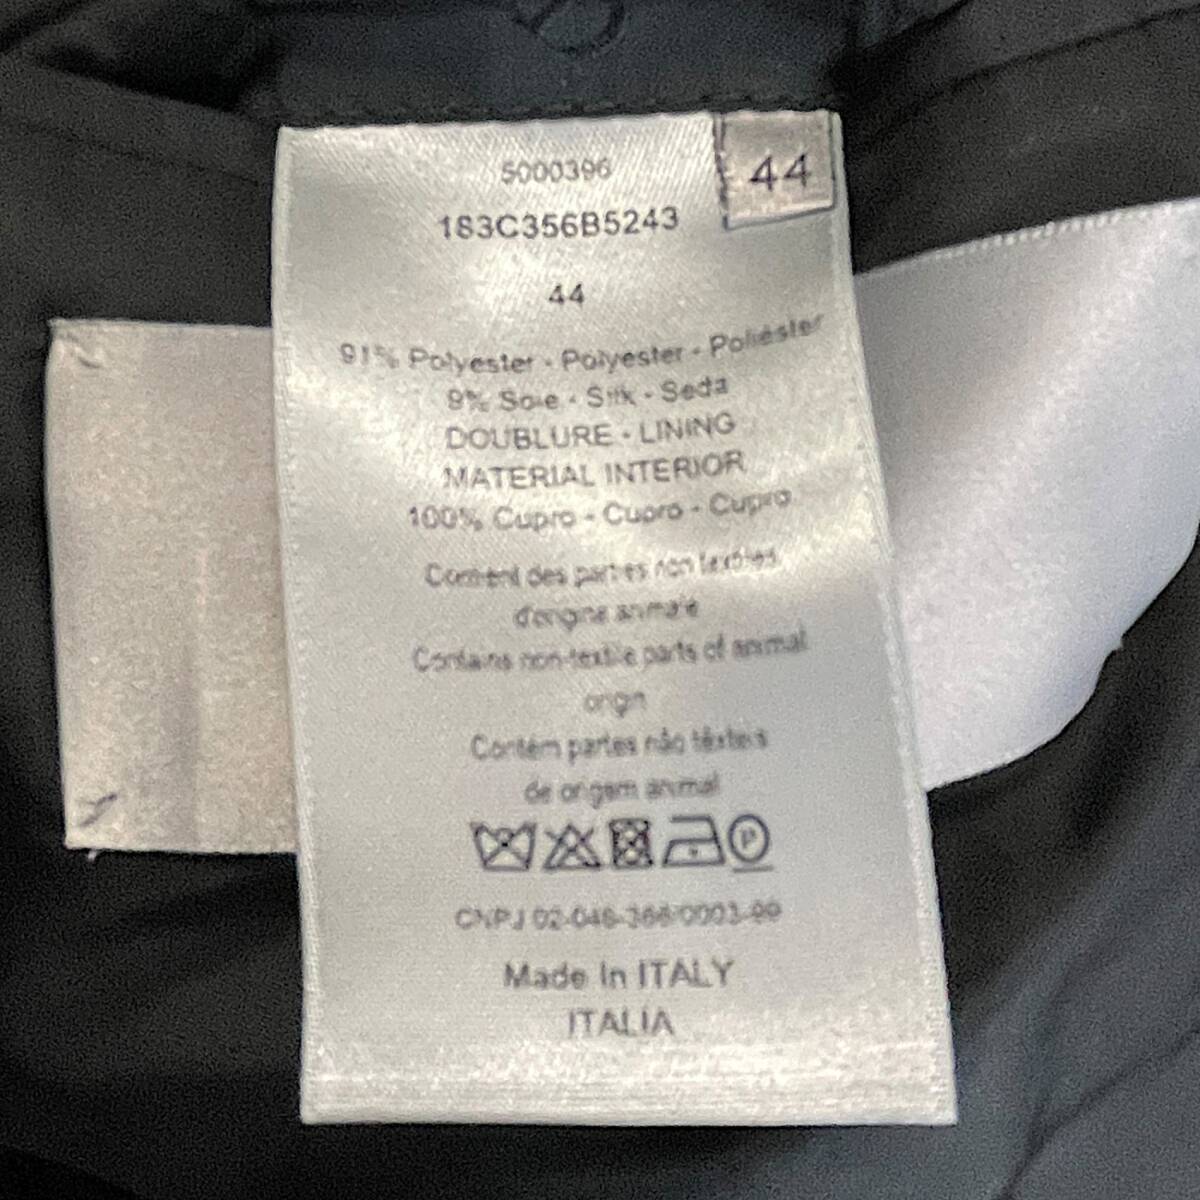 5000396
44
183C356B5243
44
91% Polyester - Polyester - Poliéster
9% Soie - Silk - Seda
DOUBLURE - LINING
MATERIAL INTERIOR
100% Cupro - Cupro - Cupro
Contient des parties non textiles
d'origine animale
Contains non-textile parts of animal
origin
Contém partes não têxteis
de origem animal
P
CNPJ 02-046-366/0003-99
Made In ITALY
ITALIA